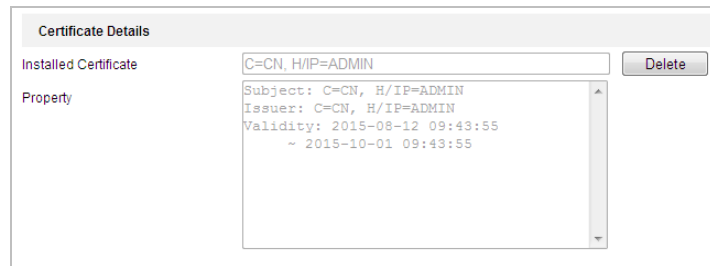 Certificate Details
Installed Certificate C=CN, H/IP=ADMIN Delete
Property Subject: C=CN, H/IP=ADMIN
Issuer: C=CN, H/IP=ADMIN
Validity: 2015-08-12 09:43:55
~ 2015-10-01 09:43:55